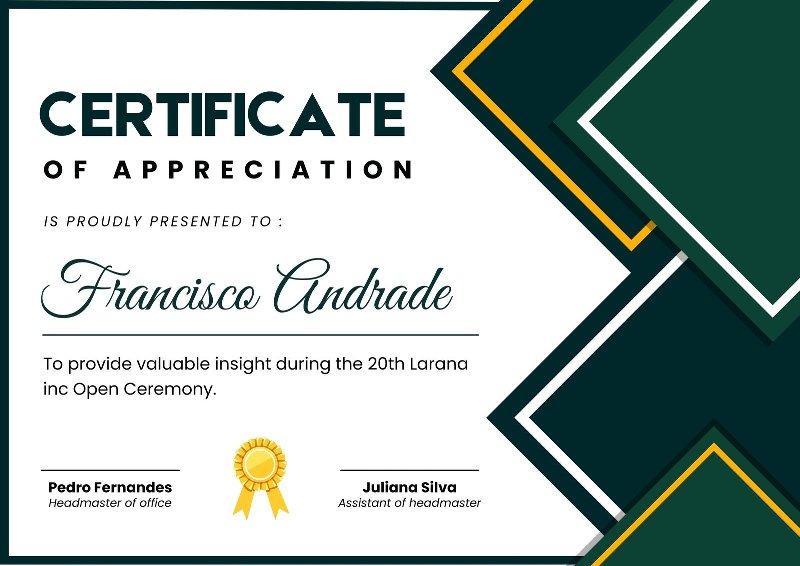 CERTIFICATE
OF APPRECIATION
IS PROUDLY PRESENTED TO :
Francisco Andrade
To provide valuable insight during the 20th Larana
inc Open Ceremony.
Pedro Fernandes
Headmaster of office
Juliana Silva
Assistant of headmaster